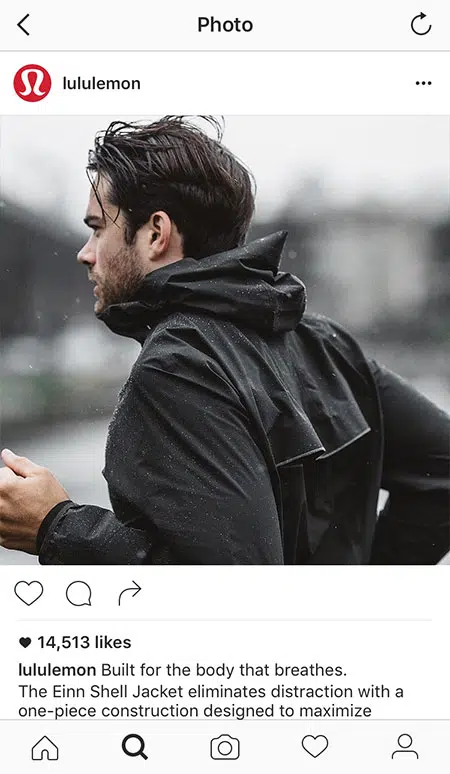 Photo
lululemon
14,513 likes
lululemon Built for the body that breathes.
The Einn Shell Jacket eliminates distraction with a
one-piece construction designed to maximize